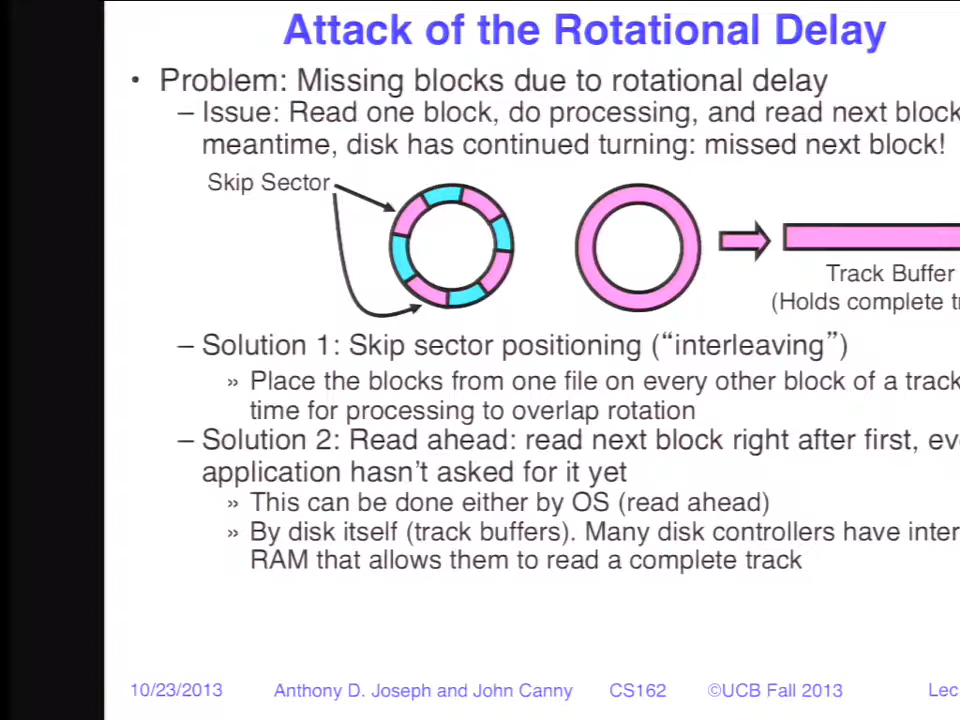 Attack of the Rotational Delay
• Problem: Missing blocks due to rotational delay
– Issue: Read one block, do processing, and read next block
meantime, disk has continued turning: missed next block!
Skip Sector
Track Buffer
(Holds complete tr
– Solution 1: Skip sector positioning (“interleaving”)
» Place the blocks from one file on every other block of a track
time for processing to overlap rotation
– Solution 2: Read ahead: read next block right after first, eve
application hasn’t asked for it yet
» This can be done either by OS (read ahead)
» By disk itself (track buffers). Many disk controllers have inter
RAM that allows them to read a complete track
10/23/2013 Anthony D. Joseph and John Canny CS162 ©UCB Fall 2013 Lec